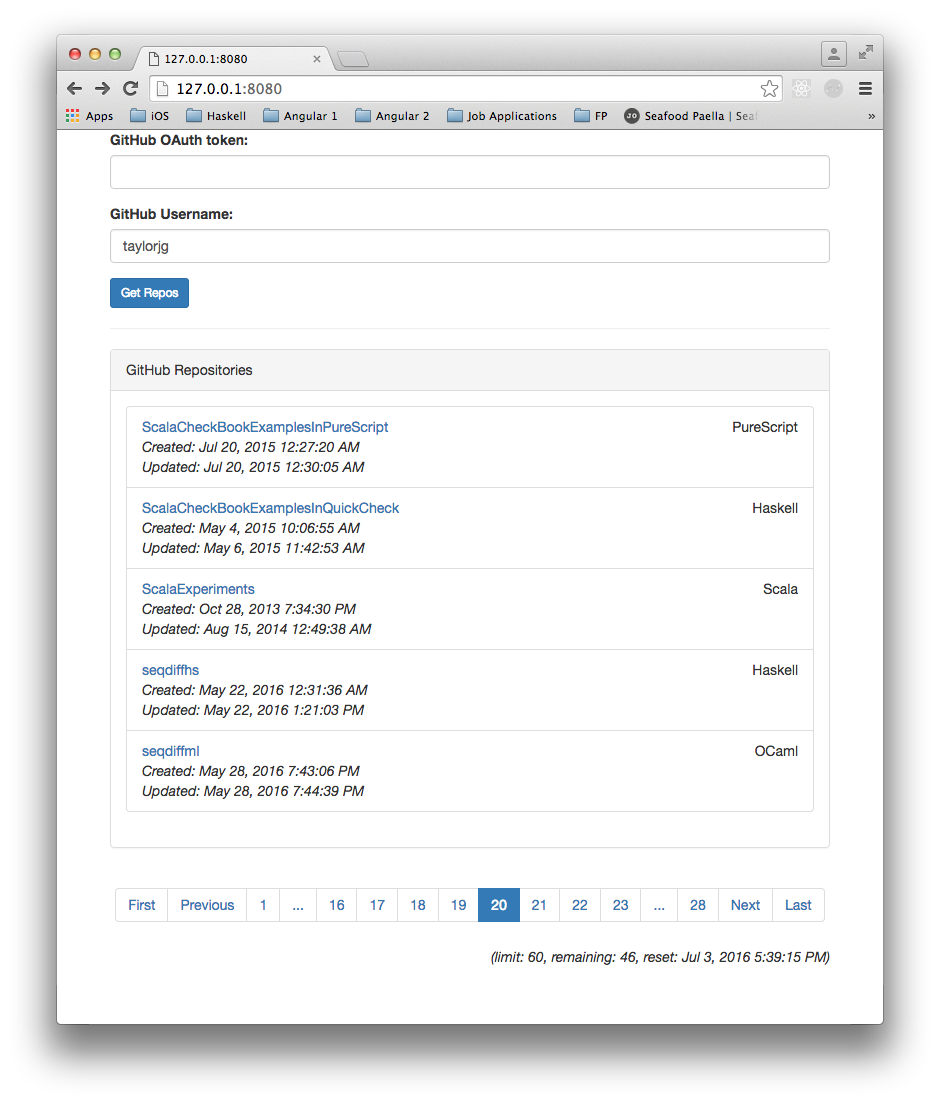 127.0.0.1:8080
127.0.0.1:8080
Apps iOS Haskell Angular 1 Angular 2 Job Applications FP JO Seafood Paella | »
GitHub OAuth token:
GitHub Username:
taylorjg
Get Repos
GitHub Repositories
ScalaCheckBookExamplesInPureScript PureScript
Created: Jul 20, 2015 12:27:20 AM
Updated: Jul 20, 2015 12:30:05 AM
ScalaCheckBookExamplesInQuickCheck Haskell
Created: May 4, 2015 10:06:55 AM
Updated: May 6, 2015 11:42:53 AM
ScalaExperiments Scala
Created: Oct 28, 2013 7:34:30 PM
Updated: Aug 15, 2014 12:49:38 AM
seqdiffhs Haskell
Created: May 22, 2016 12:31:36 AM
Updated: May 22, 2016 1:21:03 PM
seqdiffml OCaml
Created: May 28, 2016 7:43:06 PM
Updated: May 28, 2016 7:44:39 PM
First Previous 1 ... 16 17 18 19 20 21 22 23 ... 28 Next Last
(limit: 60, remaining: 46, reset: Jul 3, 2016 5:39:15 PM)